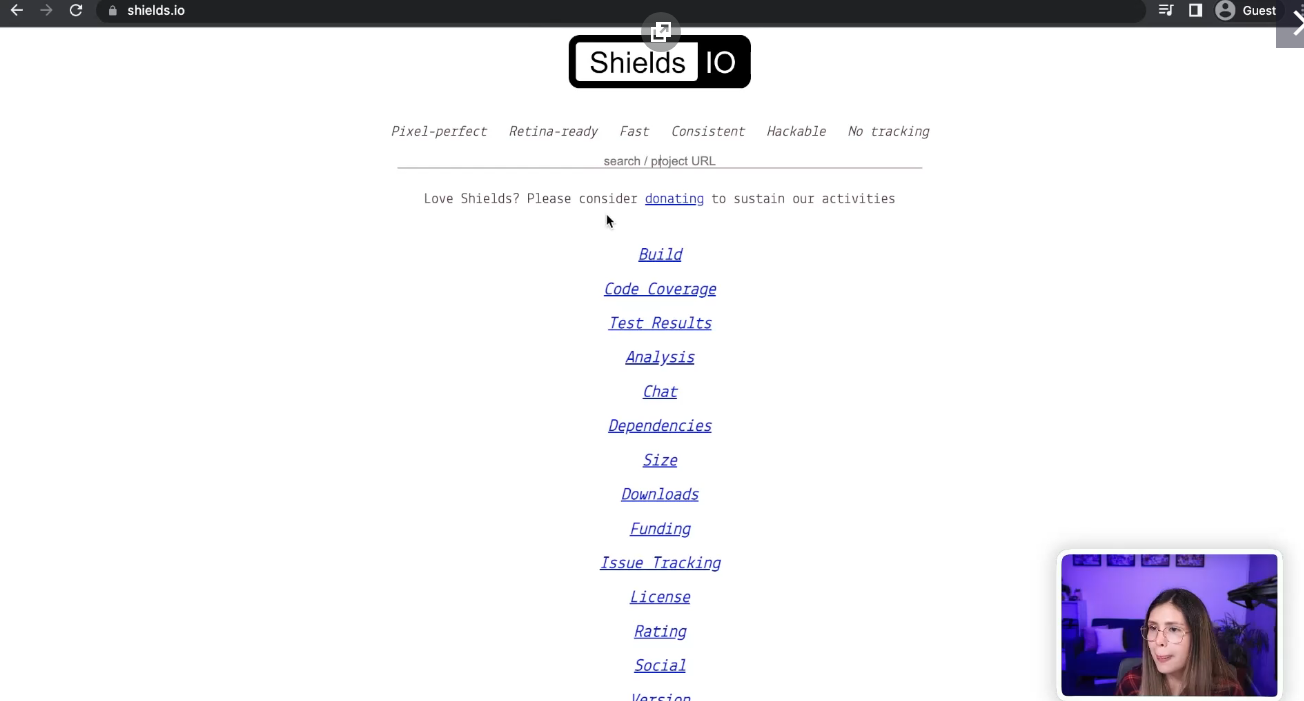 shields.io
Guest
Shields IO
Pixel-perfect Retina-ready Fast Consistent Hackable No tracking
search / project URL
Love Shields? Please consider donating to sustain our activities
Build
Code Coverage
Test Results
Analysis
Chat
Dependencies
Size
Downloads
Funding
Issue Tracking
License
Rating
Social
Version